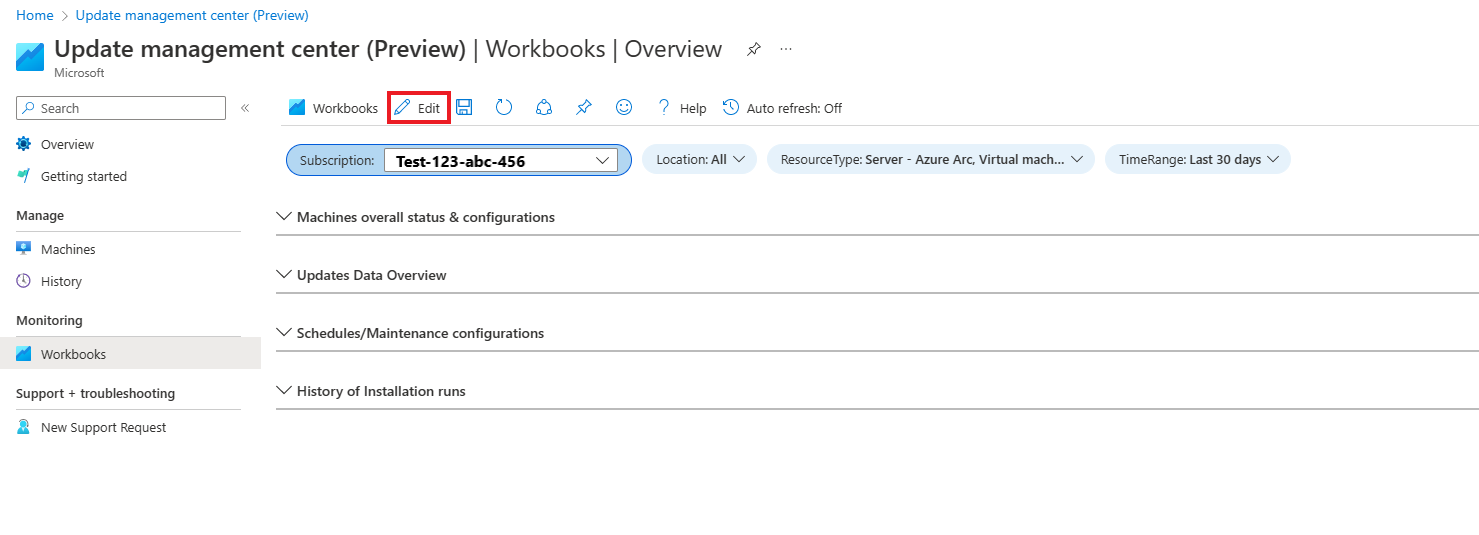 Home > Update management center (Preview)
Update management center (Preview) | Workbooks | Overview ...
Microsoft
Search «
Workbooks Edit ? Help Auto refresh: Off
Overview
Getting started
Subscription: Test-123-abc-456 Location: All ResourceType: Server - Azure Arc, Virtual mach... TimeRange: Last 30 days
Manage
Machines
History
Monitoring
Workbooks
Support + troubleshooting
New Support Request
Machines overall status & configurations
Updates Data Overview
Schedules/Maintenance configurations
History of Installation runs